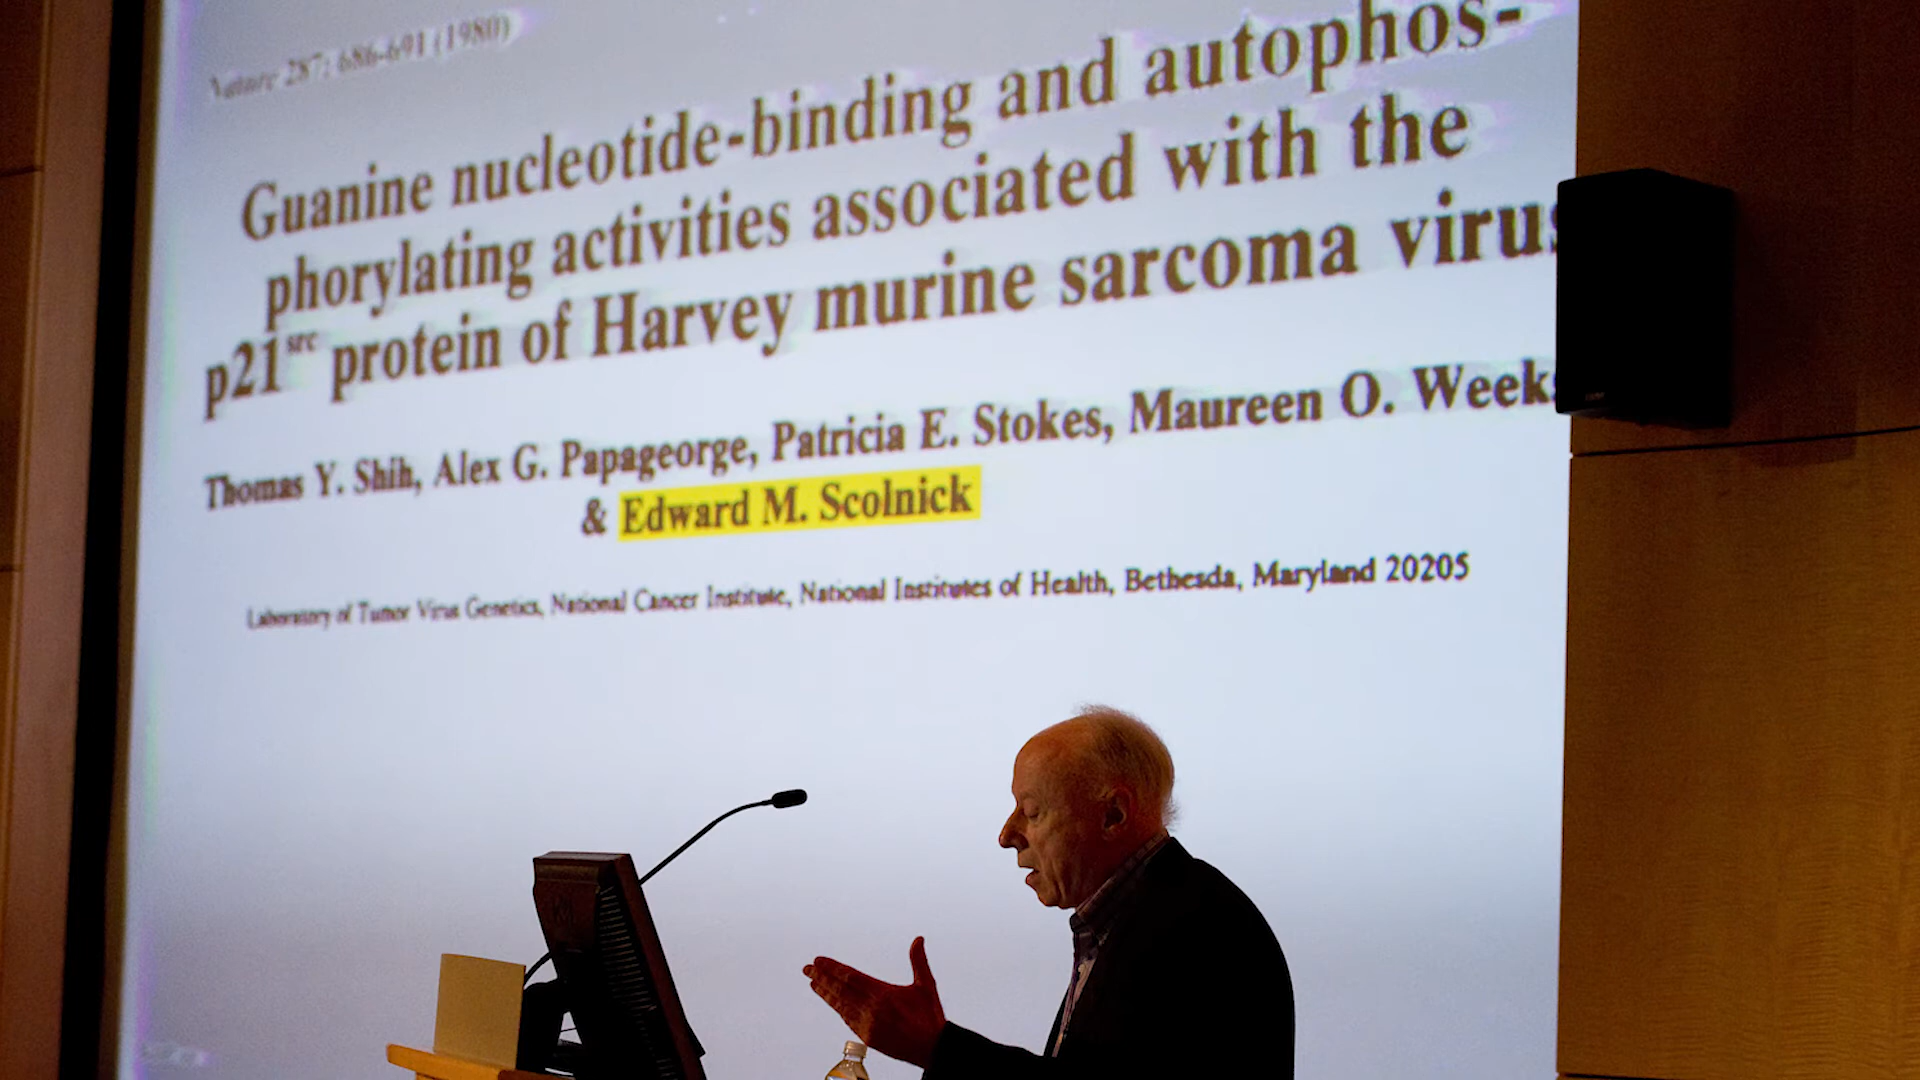 Nature 287: 686-691 (1980)
Guanine nucleotide-binding and autophos-
phorylating activities associated with the
p21src protein of Harvey murine sarcoma virus
Thomas Y. Shih, Alex G. Papageorge, Patricia E. Stokes, Maureen O. Weeks
& Edward M. Scolnick
Laboratory of Tumor Virus Genetics, National Cancer Institute, National Institutes of Health, Bethesda, Maryland 20205